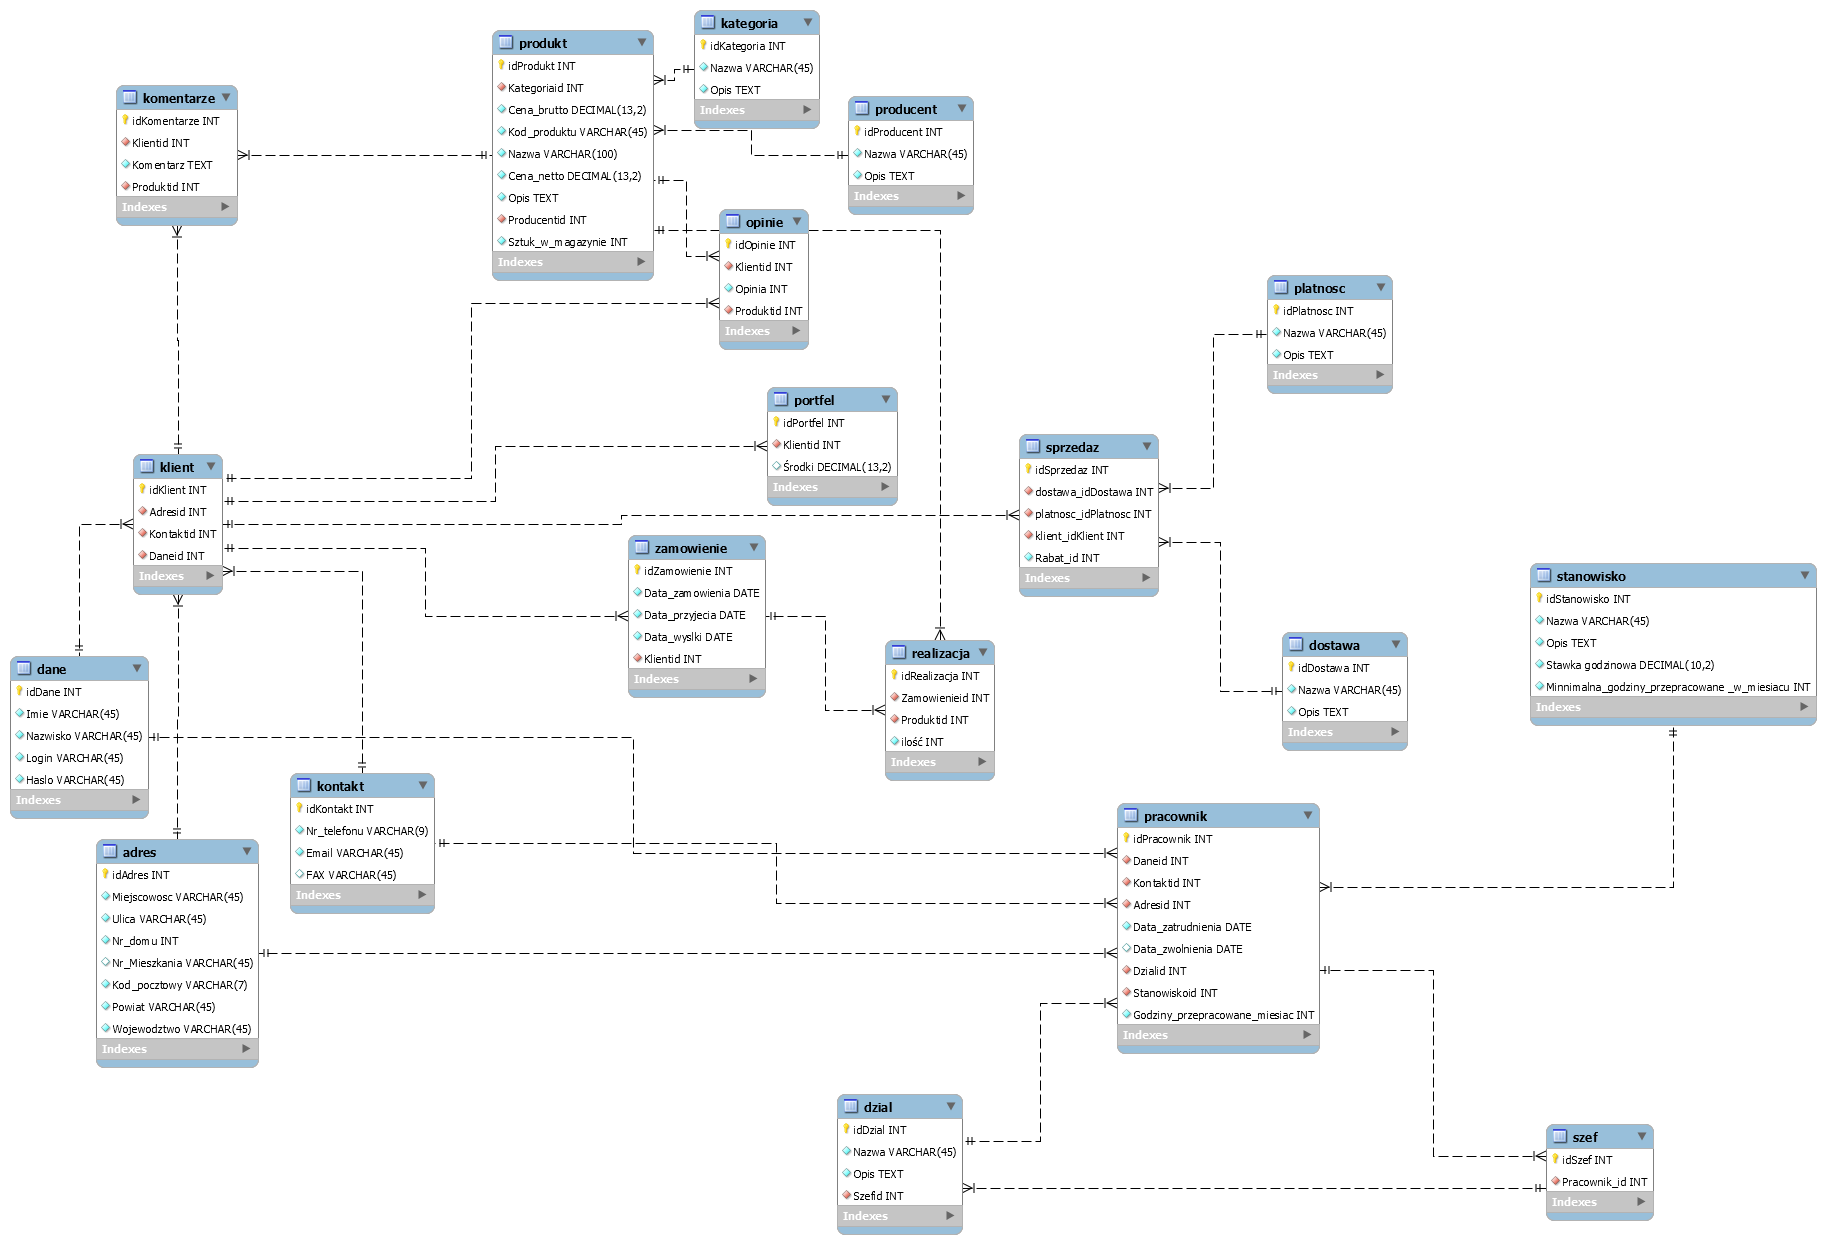 kategoria
idKategoria INT
Nazwa VARCHAR(45)
Opis TEXT
Indexes
produkt
idProdukt INT
Kategoriaid INT
Cena_brutto DECIMAL(13,2)
Kod_produktu VARCHAR(45)
Nazwa VARCHAR(100)
Cena_netto DECIMAL(13,2)
Opis TEXT
Producentid INT
Sztuk_w_magazynie INT
Indexes
komentarze
idKomentarze INT
Klientid INT
Komentarz TEXT
Produktid INT
Indexes
producent
idProducent INT
Nazwa VARCHAR(45)
Opis TEXT
Indexes
opinie
idOpinie INT
Klientid INT
Opinia INT
Produktid INT
Indexes
platnosc
idPlatnosc INT
Nazwa VARCHAR(45)
Opis TEXT
Indexes
portfel
idPortfel INT
Klientid INT
Środki DECIMAL(13,2)
Indexes
sprzedaz
idSprzedaz INT
dostawa_idDostawa INT
platnosc_idPlatnosc INT
klient_idKlient INT
Rabat_id INT
Indexes
klient
idKlient INT
Adresid INT
Kontaktid INT
Daneid INT
Indexes
zamowienie
idZamowienie INT
Data_zamowienia DATE
Data_przyjecia DATE
Data_wyslki DATE
Klientid INT
Indexes
stanowisko
idStanowisko INT
Nazwa VARCHAR(45)
Opis TEXT
Stawka godzinowa DECIMAL(10,2)
Minnimalna_godziny_przepracowane _w_miesiacu INT
Indexes
dostawa
idDostawa INT
Nazwa VARCHAR(45)
Opis TEXT
Indexes
realizacja
idRealizacja INT
Zamowienieid INT
Produktid INT
ilość INT
Indexes
dane
idDane INT
Imie VARCHAR(45)
Nazwisko VARCHAR(45)
Login VARCHAR(45)
Haslo VARCHAR(45)
Indexes
kontakt
idKontakt INT
Nr_telefonu VARCHAR(9)
Email VARCHAR(45)
FAX VARCHAR(45)
Indexes
pracownik
idPracownik INT
Daneid INT
Kontaktid INT
Adresid INT
Data_zatrudnienia DATE
Data_zwolnienia DATE
Dzialid INT
Stanowiskoid INT
Godziny_przepracowane_miesiac INT
Indexes
adres
idAdres INT
Miejscowosc VARCHAR(45)
Ulica VARCHAR(45)
Nr_domu INT
Nr_Mieszkania VARCHAR(45)
Kod_pocztowy VARCHAR(7)
Powiat VARCHAR(45)
Wojewodztwo VARCHAR(45)
Indexes
dzial
idDzial INT
Nazwa VARCHAR(45)
Opis TEXT
Szefid INT
Indexes
szef
idSzef INT
Pracownik_id INT
Indexes